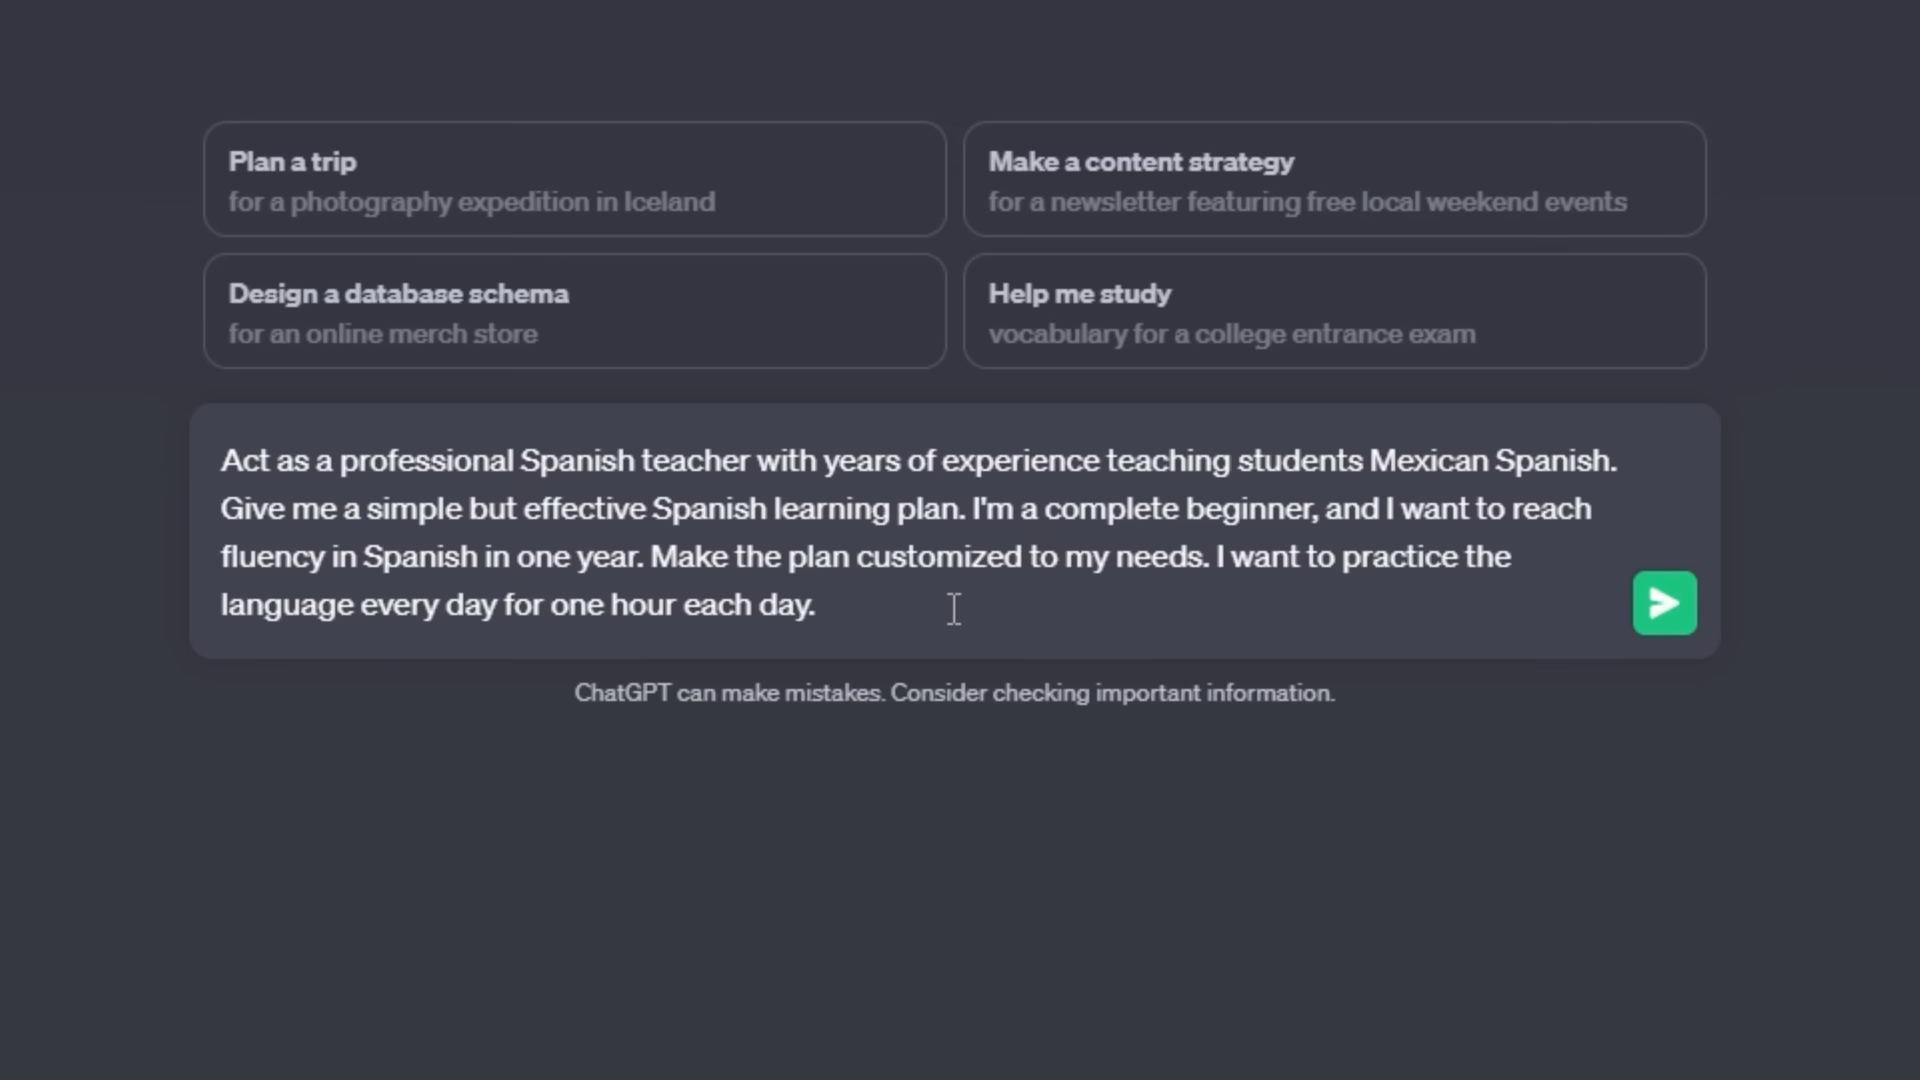 Plan a trip
for a photography expedition in Iceland
Make a content strategy
for a newsletter featuring free local weekend events
Design a database schema
for an online merch store
Help me study
vocabulary for a college entrance exam
Act as a professional Spanish teacher with years of experience teaching students Mexican Spanish.
Give me a simple but effective Spanish learning plan. I'm a complete beginner, and I want to reach
fluency in Spanish in one year. Make the plan customized to my needs. I want to practice the
language every day for one hour each day.
ChatGPT can make mistakes. Consider checking important information.